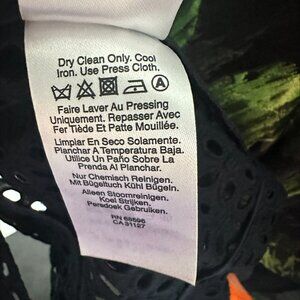 Dry Clean Only. Cool
Iron. Use Press Cloth.
A
Faire Laver Au Pressing
Uniquement. Repasser Avec
Fer Tiède Et Patte Mouillée.
Limpiar En Seco Solamente.
Planchar A Temperatura Baja.
Utilice Un Paño Sobre La
Prenda Al Planchar.
Nur Chemisch Reinigen.
Mit Bügeltuch Kühl Bügeln.
Alleen Stoomreinigen.
Koel Strijken.
Persdoek Gebruiken.
RN 68596
CA 31127